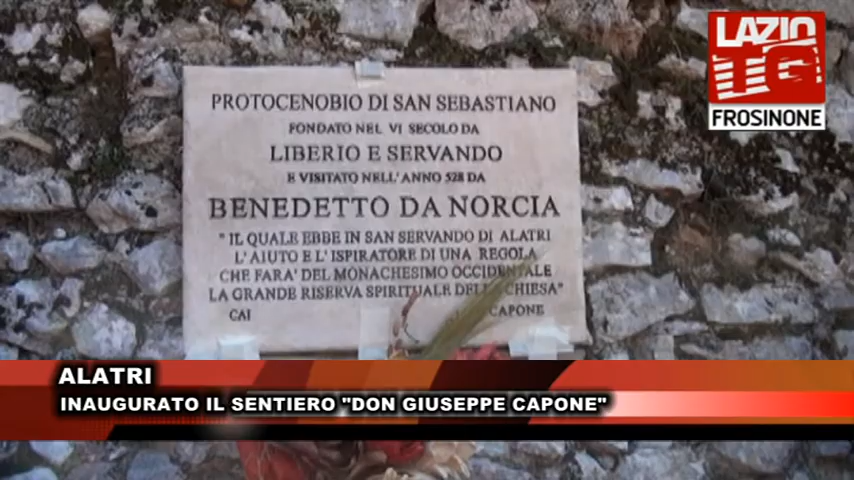 LAZIO
TG
FROSINONE
PROTOCENOBIO DI SAN SEBASTIANO
FONDATO NEL VI SECOLO DA
LIBERIO E SERVANDO
E VISITATO NELL'ANNO 528 DA
BENEDETTO DA NORCIA
"IL QUALE EBBE IN SAN SERVANDO DI ALATRI
L'AIUTO E L'ISPIRATORE DI UNA REGOLA
CHE FARA' DEL MONACHESIMO OCCIDENTALE
LA GRANDE RISERVA SPIRITUALE DELLA CHIESA"
CAI CAPONE
ALATRI
INAUGURATO IL SENTIERO "DON GIUSEPPE CAPONE"